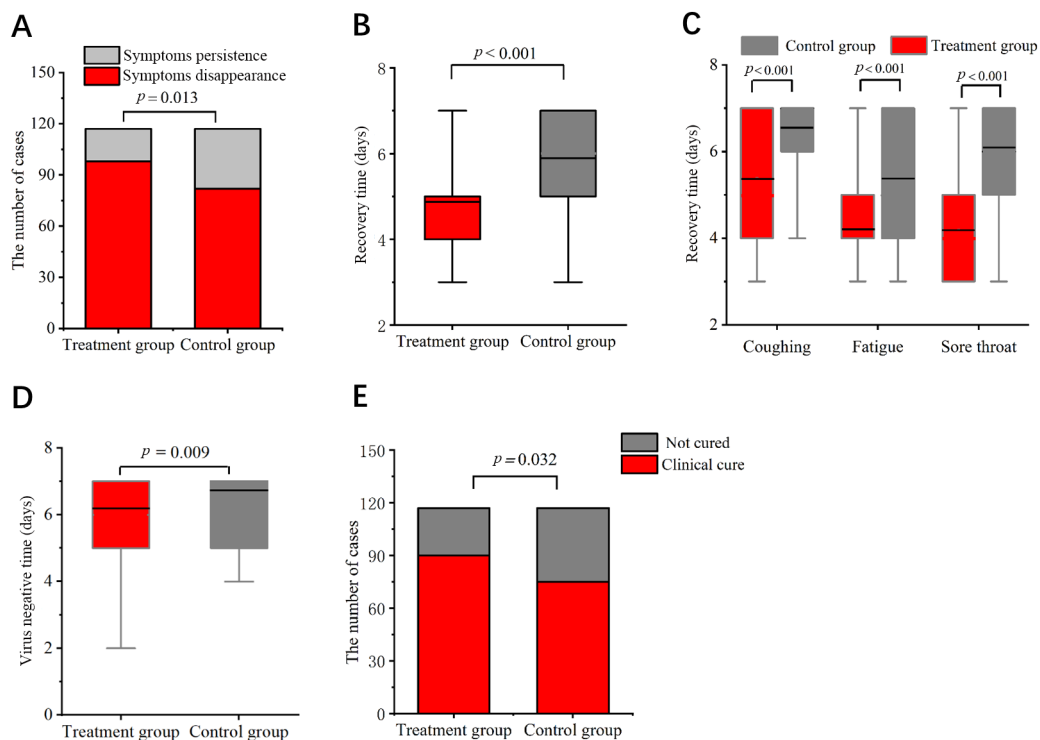 A
Symptoms persistence
Symptoms disappearance
p = 0.013
150
120
90
60
30
0
The number of cases
Treatment group
Control group
B
p < 0.001
8
6
4
2
Recovery time (days)
Treatment group
Control group
C
Control group
Treatment group
p < 0.001
p < 0.001
p < 0.001
8
6
4
2
Recovery time (days)
Coughing
Fatigue
Sore throat
D
p = 0.009
8
6
4
2
0
Virus negative time (days)
Treatment group
Control group
E
Not cured
Clinical cure
p = 0.032
150
120
90
60
30
0
The number of cases
Treatment group
Control group